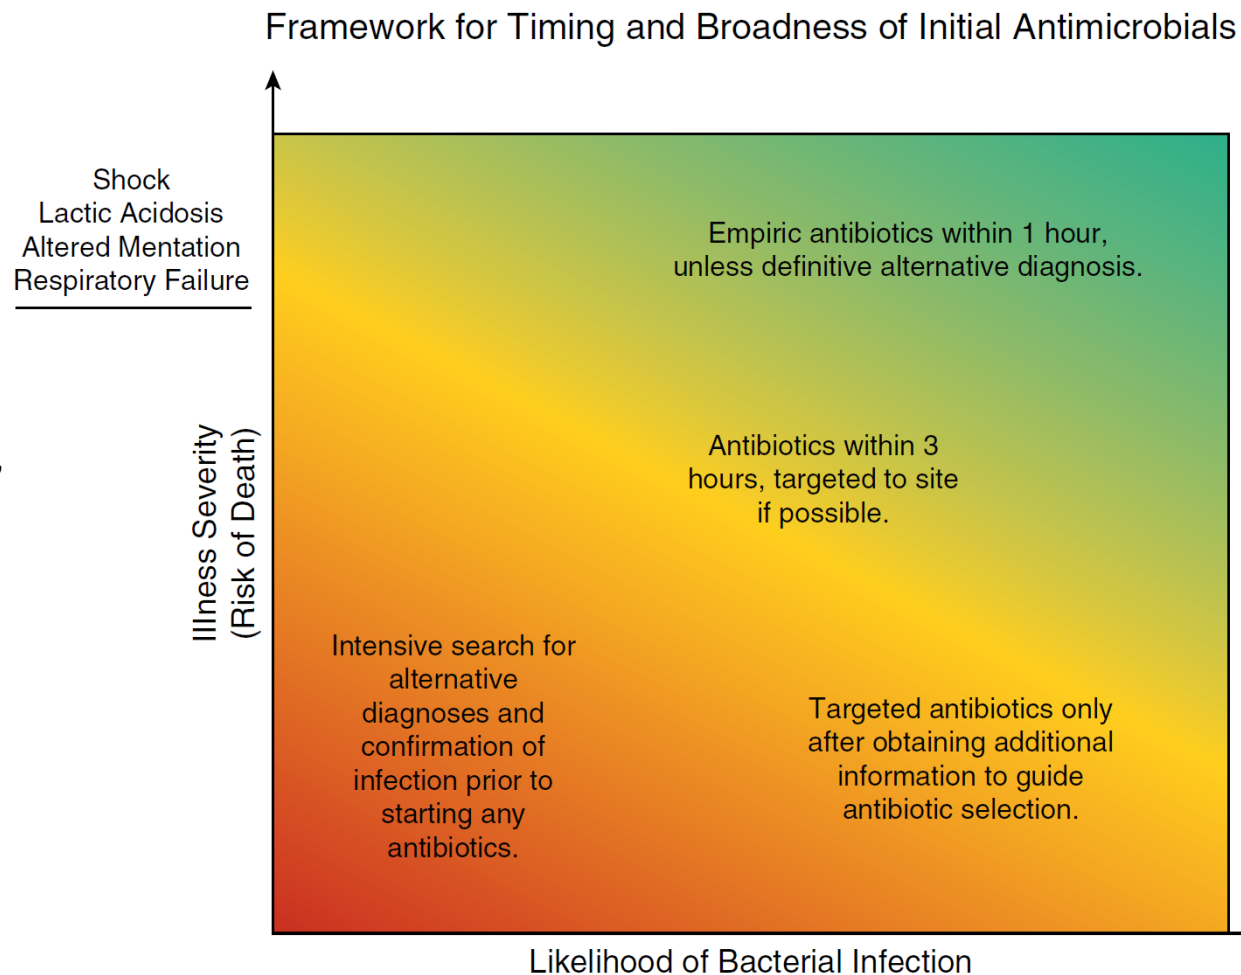 Framework for Timing and Broadness of Initial Antimicrobials
Shock
Lactic Acidosis
Altered Mentation
Respiratory Failure
Illness Severity
(Risk of Death)
Empiric antibiotics within 1 hour,
unless definitive alternative diagnosis.
Antibiotics within 3
hours, targeted to site
if possible.
Intensive search for
alternative
diagnoses and
confirmation of
infection prior to
starting any
antibiotics.
Targeted antibiotics only
after obtaining additional
information to guide
antibiotic selection.
Likelihood of Bacterial Infection